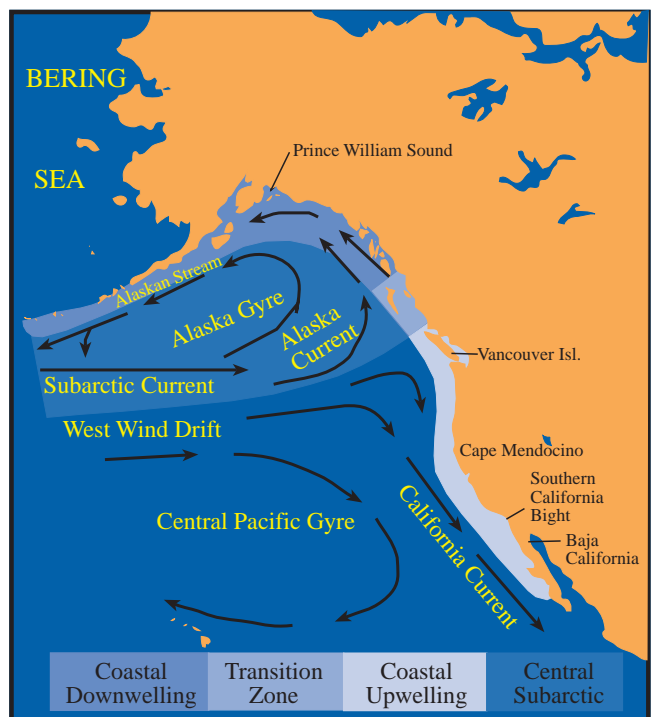 BERING
SEA
Prince William Sound
Alaskan Stream
Alaska Gyre
Alaska
Current
Vancouver Isl.
Subarctic Current
West Wind Drift
Cape Mendocino
Southern
California
Bight
Central Pacific Gyre
California Current
Baja
California
Coastal
Downwelling
Transition
Zone
Coastal
Upwelling
Central
Subarctic